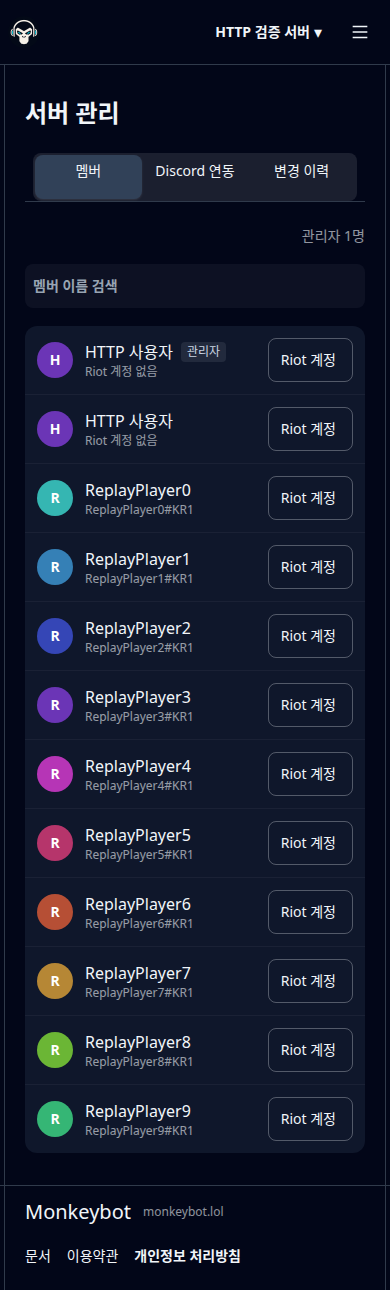 HTTP 검증 서버 ▾
서버 관리
멤버 Discord 연동 변경 이력
관리자 1명
멤버 이름 검색
H HTTP 사용자 관리자 Riot 계정
Riot 계정 없음
H HTTP 사용자 Riot 계정
Riot 계정 없음
R ReplayPlayer0 Riot 계정
ReplayPlayer0#KR1
R ReplayPlayer1 Riot 계정
ReplayPlayer1#KR1
R ReplayPlayer2 Riot 계정
ReplayPlayer2#KR1
R ReplayPlayer3 Riot 계정
ReplayPlayer3#KR1
R ReplayPlayer4 Riot 계정
ReplayPlayer4#KR1
R ReplayPlayer5 Riot 계정
ReplayPlayer5#KR1
R ReplayPlayer6 Riot 계정
ReplayPlayer6#KR1
R ReplayPlayer7 Riot 계정
ReplayPlayer7#KR1
R ReplayPlayer8 Riot 계정
ReplayPlayer8#KR1
R ReplayPlayer9 Riot 계정
ReplayPlayer9#KR1
Monkeybot monkeybot.lol
문서 이용약관 개인정보 처리방침